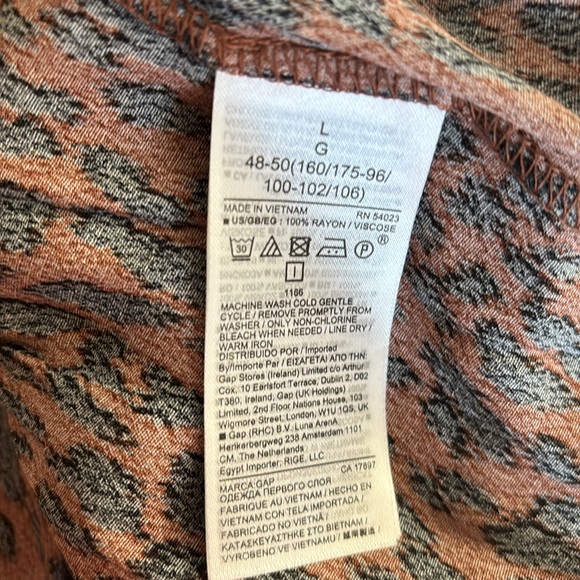 L
G
48-50(160/175-96/
100-102/106)
MADE IN VIETNAM RN 54023
■ US/GB/EG : 100% RAYON / VISCOSE
30
P
®
I
1166
MACHINE WASH COLD GENTLE
CYCLE / REMOVE PROMPTLY FROM
WASHER / ONLY NON-CHLORINE
BLEACH WHEN NEEDED / LINE DRY /
WARM IRON
DISTRIBUIDO POR / Imported
By/Importe Par / ΕΙΣΑΓΕΤΑΙ ΑΠΟ ΤΗΝ:
Gap Stores (Ireland) Limited c/o Arthur
Cox, 10 Earlsfort Terrace, Dublin 2, D02
T380, Ireland, Gap (UK Holdings)
Limited, 2nd Floor Nations House, 103
Wigmore Street, London, W1U 1QS, UK
■ Gap (RHC) B.V. Luna ArenA
Herikerbergweg 238 Amsterdam 1101
CM, The Netherlands
Egypt Importer: RIGE, LLC.
MARCA:GAP CA 17897
ОДЕЖДА ПЕРВОГО СЛОЯ
FABRIQUE AU VIETNAM / HECHO EN
VIETNAM CON TELA IMPORTADA /
FABRICADO NO VIETNÃ /
ΚΑΤΑΣΚΕΥΑΣΤΗΚΕ ΣΤΟ ΒΙΕΤΝΑΜ /
VYROBENO VE VIETNAMU /